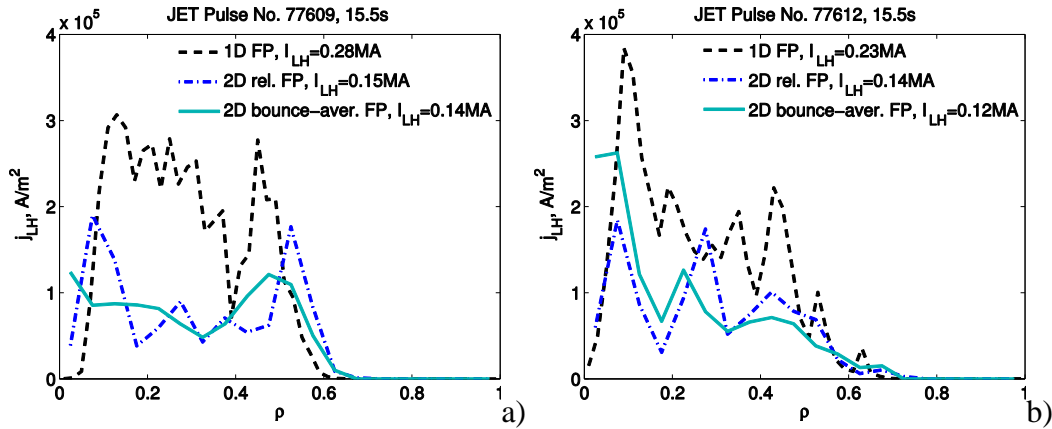 JET Pulse No. 77609, 15.5s
x 10^5
1D FP, I_LH=0.28MA
2D rel. FP, I_LH=0.15MA
2D bounce-aver. FP, I_LH=0.14MA
j_LH, A/m^2
4
3
2
1
0
0 0.2 0.4 0.6 0.8 1
ρ
a)
JET Pulse No. 77612, 15.5s
x 10^5
1D FP, I_LH=0.23MA
2D rel. FP, I_LH=0.14MA
2D bounce-aver. FP, I_LH=0.12MA
j_LH, A/m^2
4
3
2
1
0
0 0.2 0.4 0.6 0.8 1
ρ
b)